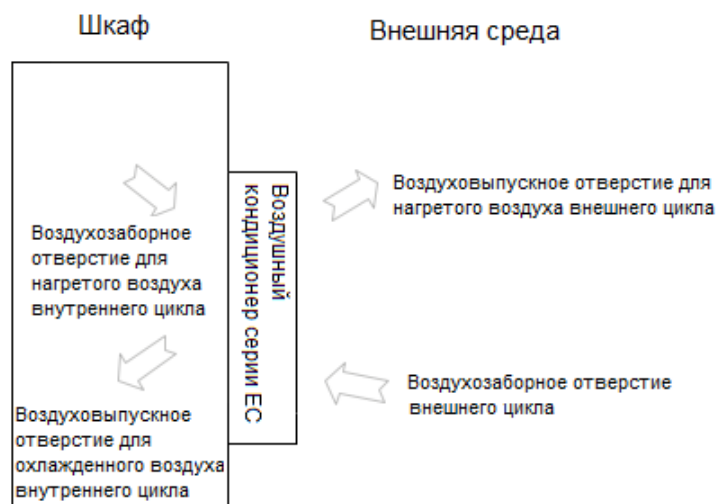 Шкаф
Внешняя среда
Воздухозаборное
отверстие для
нагретого воздуха
внутреннего цикла
Воздуховыпускное
отверстие для
охлажденного воздуха
внутреннего цикла
Воздушный
кондиционер серии EC
Воздуховыпускное отверстие для
нагретого воздуха внешнего цикла
Воздухозаборное отверстие
внешнего цикла